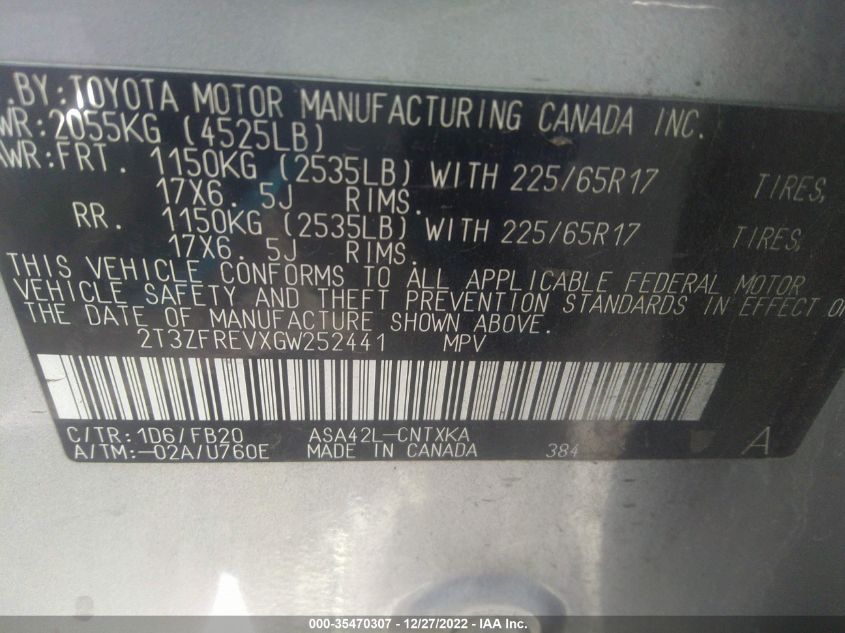 .BY:TOYOTA MOTOR MANUFACTURING CANADA INC.
WR:2055KG (4525LB)
AWR:FRT. 1150KG (2535LB) WITH 225/65R17 TIRES,
17X6. 5J RIMS.
RR. 1150KG (2535LB) WITH 225/65R17 TIRES,
17X6. 5J RIMS.
THIS VEHICLE CONFORMS TO ALL APPLICABLE FEDERAL MOTOR
VEHICLE SAFETY AND THEFT PREVENTION STANDARDS IN EFFECT ON
THE DATE OF MANUFACTURE SHOWN ABOVE.
2T3ZFREVXGW252441 MPV
C/TR:1D6/FB20 ASA42L-CNTXKA
A/TM:-02A/U760E MADE IN CANADA 384 A
000-35470307 - 12/27/2022 - IAA Inc.